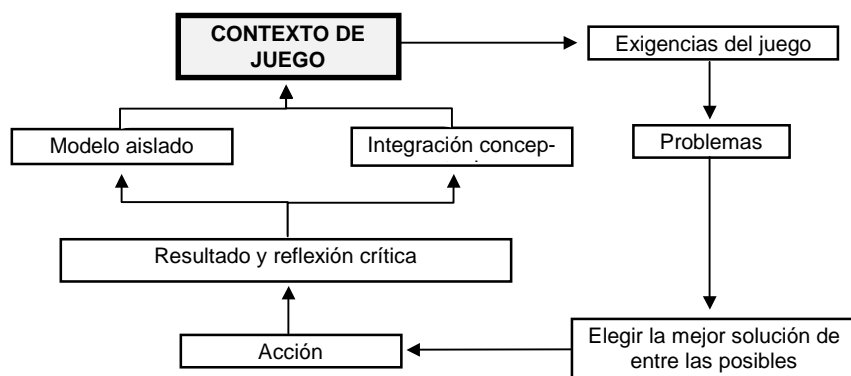 CONTEXTO DE
JUEGO
Exigencias del juego
Modelo aislado
Integración concep-
Problemas
Resultado y reflexión crítica
Acción
Elegir la mejor solución de
entre las posibles